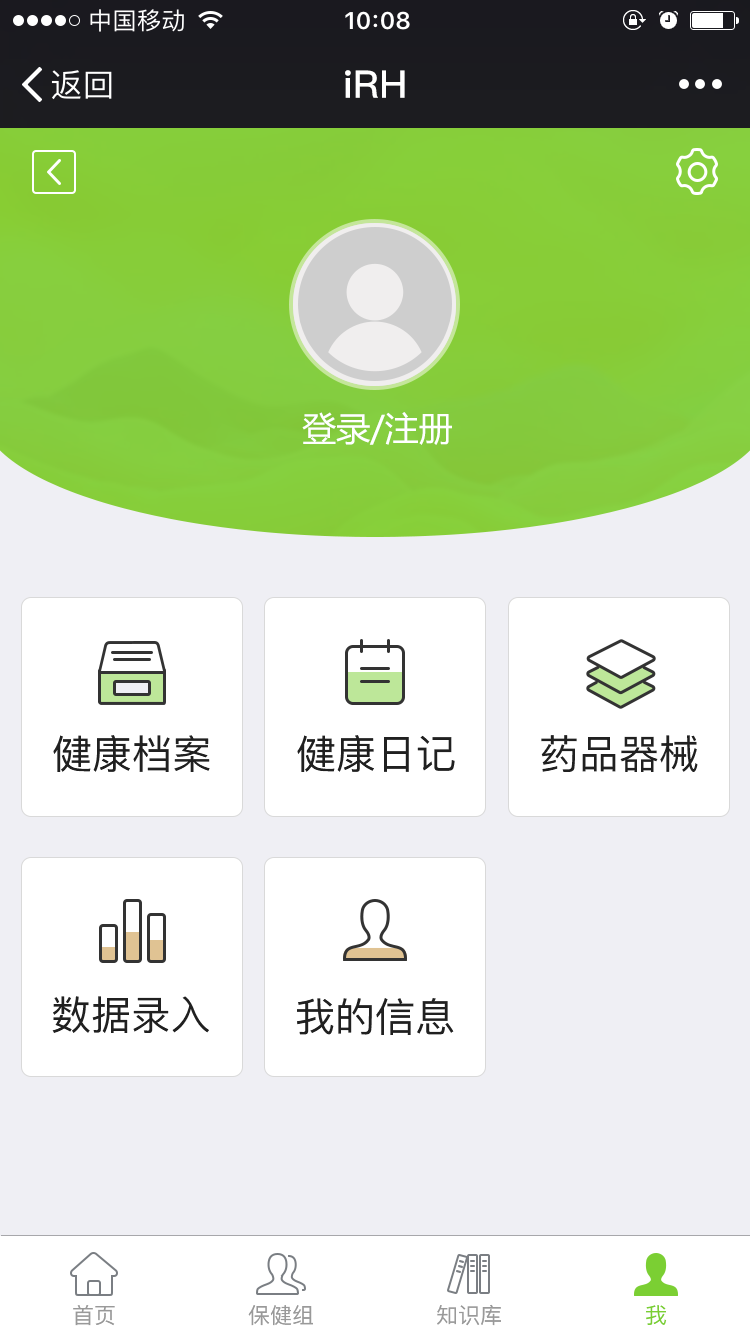 中国移动 10:08
返回 iRH
登录/注册
健康档案 健康日记 药品器械
数据录入 我的信息
首页 保健组 知识库 我